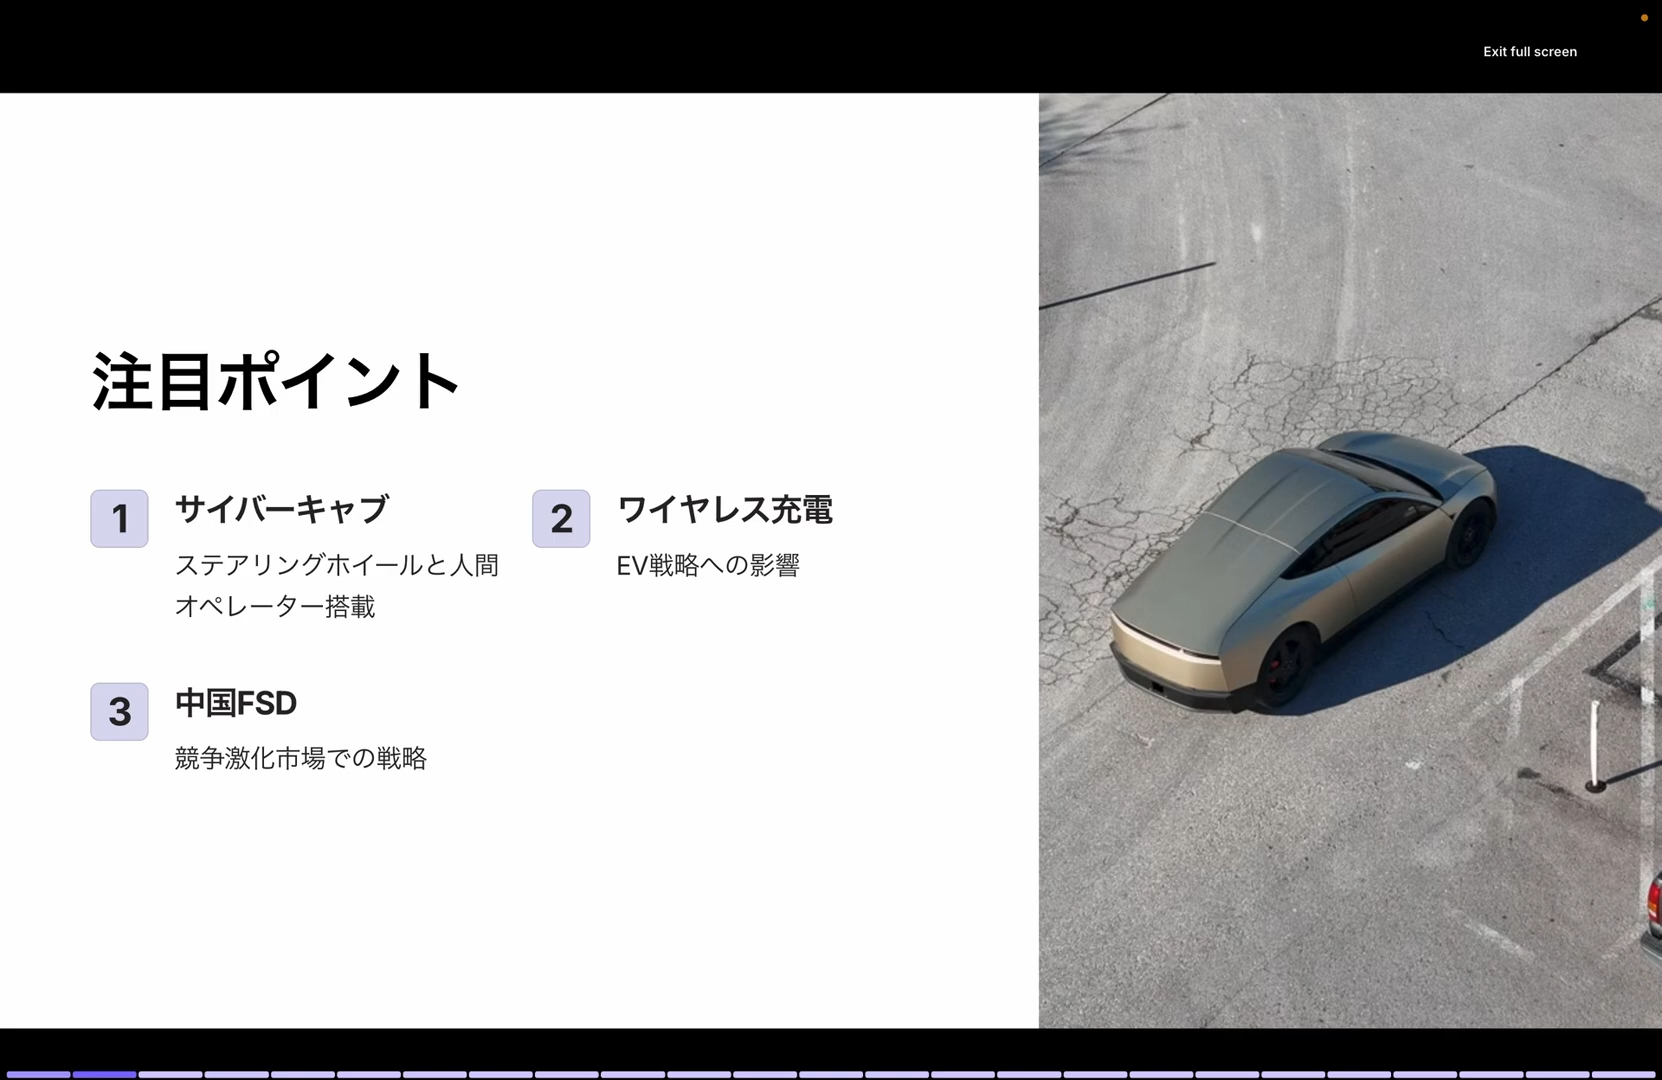 Exit full screen
注目ポイント
1
サイバーキャブ
ステアリングホイールと人間
オペレーター搭載
2
ワイヤレス充電
EV戦略への影響
3
中国FSD
競争激化市場での戦略